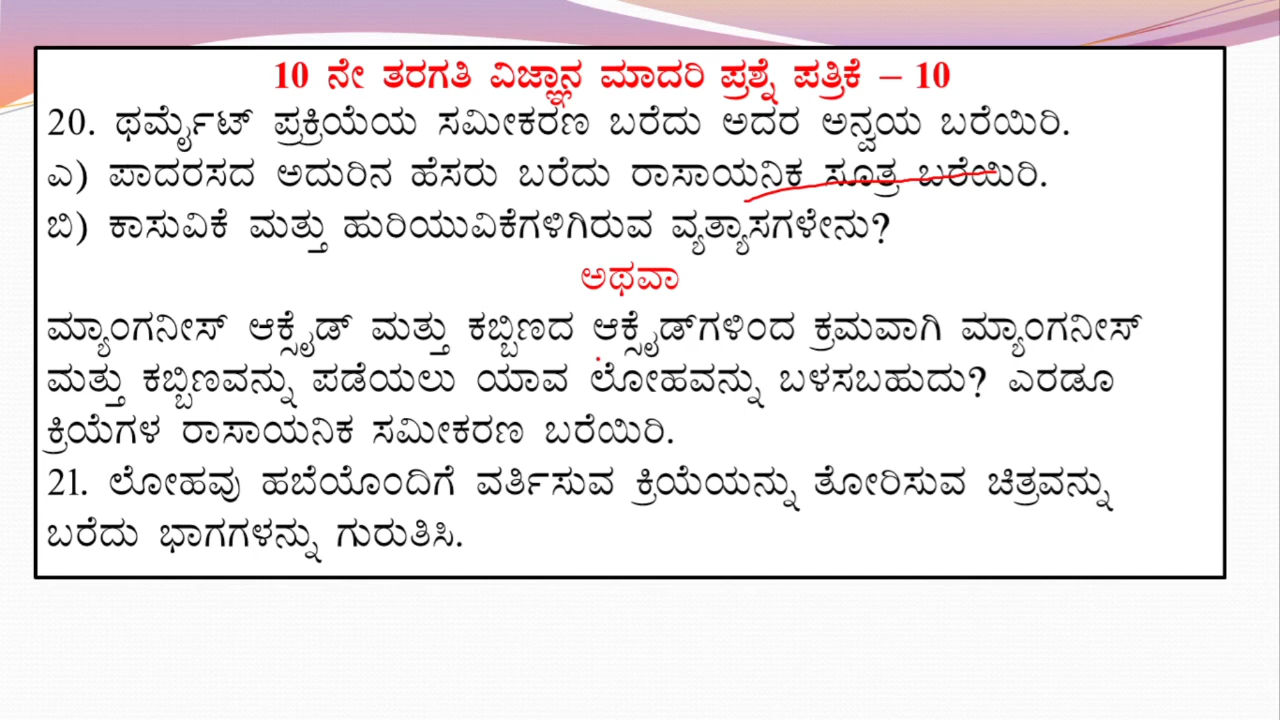 10 ನೇ ತರಗತಿ ವಿಜ್ಞಾನ ಮಾದರಿ ಪ್ರಶ್ನೆ ಪತ್ರಿಕೆ – 10
20. ಥರ್ಮೈಟ್ ಪ್ರಕ್ರಿಯೆಯ ಸಮೀಕರಣ ಬರೆದು ಅದರ ಅನ್ವಯ ಬರೆಯಿರಿ.
ಎ) ಪಾದರಸದ ಅದುರಿನ ಹೆಸರು ಬರೆದು ರಾಸಾಯನಿಕ ಸೂತ್ರ ಬರೆಯಿರಿ.
ಬಿ) ಕಾಸುವಿಕೆ ಮತ್ತು ಹುರಿಯುವಿಕೆಗಳಿಗಿರುವ ವ್ಯತ್ಯಾಸಗಳೇನು?
ಅಥವಾ
ಮ್ಯಾಂಗನೀಸ್ ಆಕ್ಸೈಡ್ ಮತ್ತು ಕಬ್ಬಿಣದ ಆಕ್ಸೈಡ್‌ಗಳಿಂದ ಕ್ರಮವಾಗಿ ಮ್ಯಾಂಗನೀಸ್
ಮತ್ತು ಕಬ್ಬಿಣವನ್ನು ಪಡೆಯಲು ಯಾವ ಲೋಹವನ್ನು ಬಳಸಬಹುದು? ಎರಡೂ
ಕ್ರಿಯೆಗಳ ರಾಸಾಯನಿಕ ಸಮೀಕರಣ ಬರೆಯಿರಿ.
21. ಲೋಹವು ಹಬೆಯೊಂದಿಗೆ ವರ್ತಿಸುವ ಕ್ರಿಯೆಯನ್ನು ತೋರಿಸುವ ಚಿತ್ರವನ್ನು
ಬರೆದು ಭಾಗಗಳನ್ನು ಗುರುತಿಸಿ.